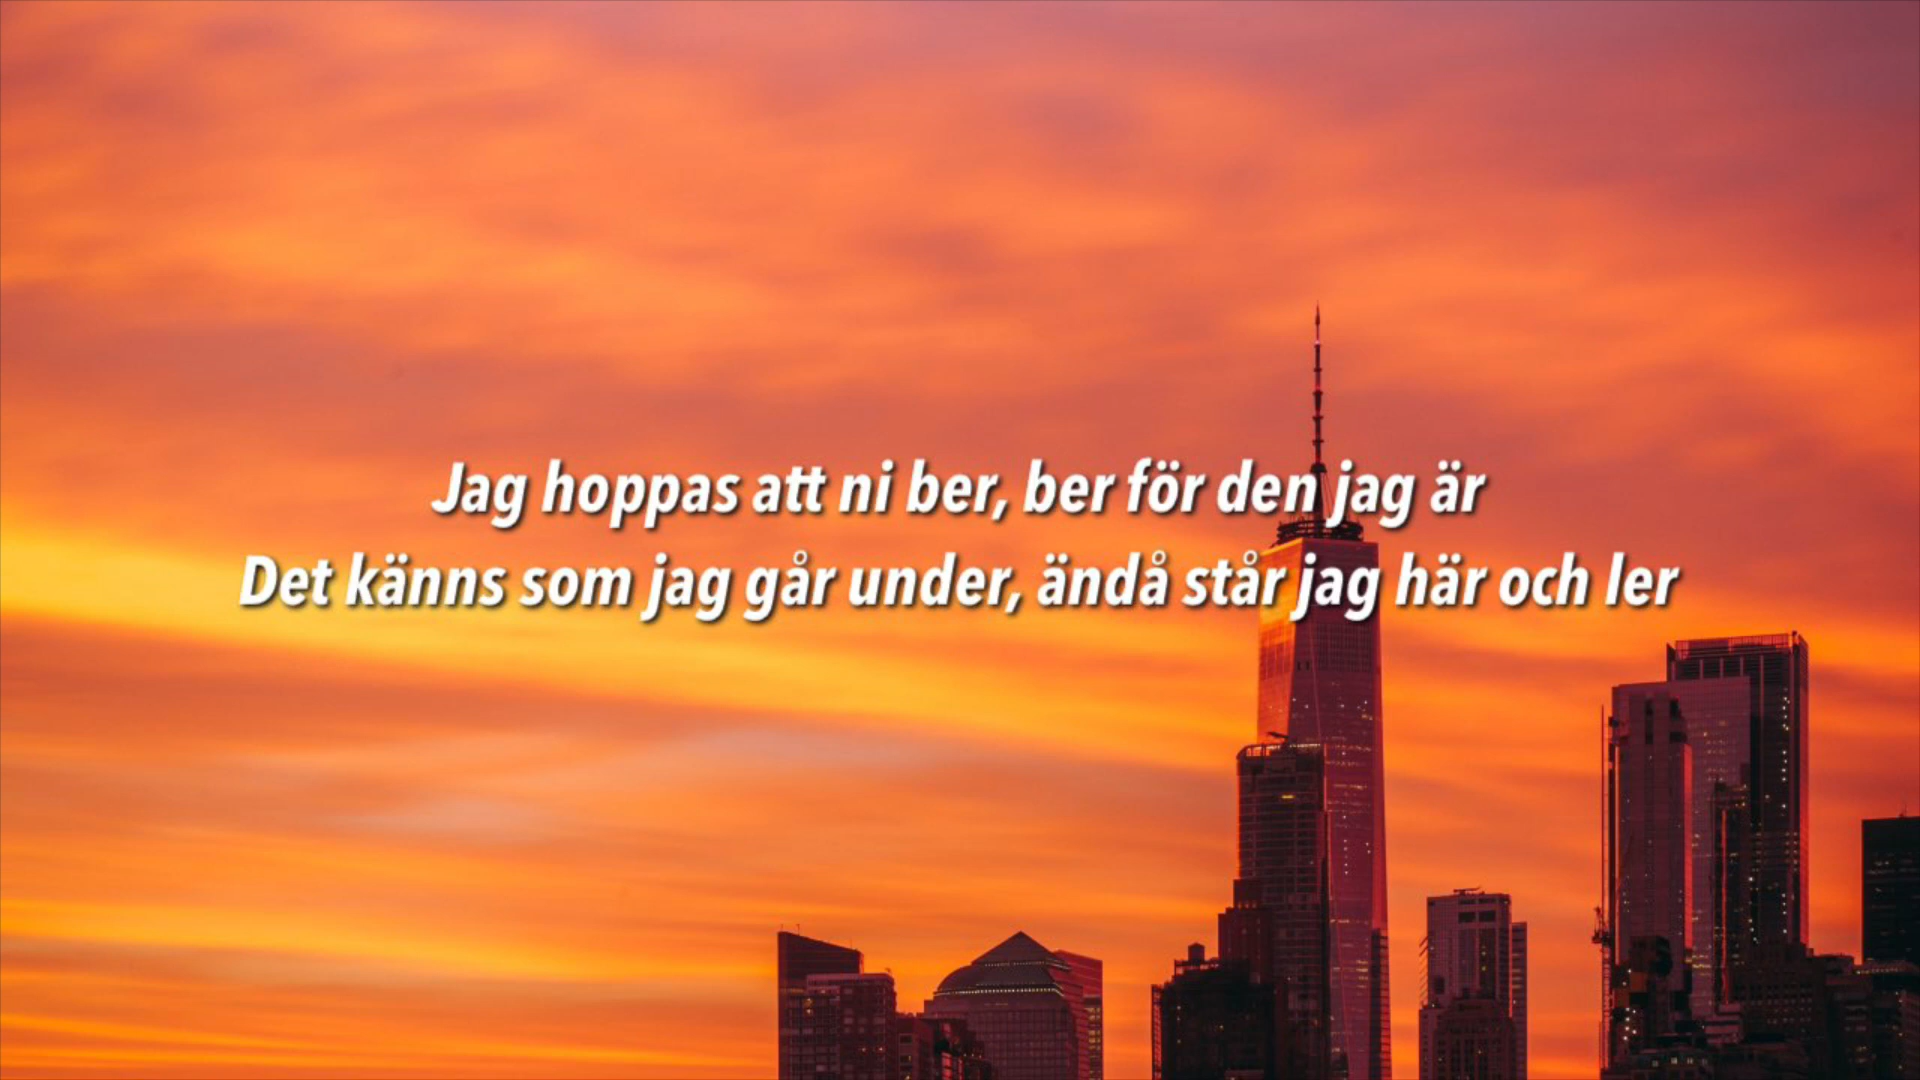 Jag hoppas att ni ber, ber för den jag är
Det känns som jag går under, ändå står jag här och ler